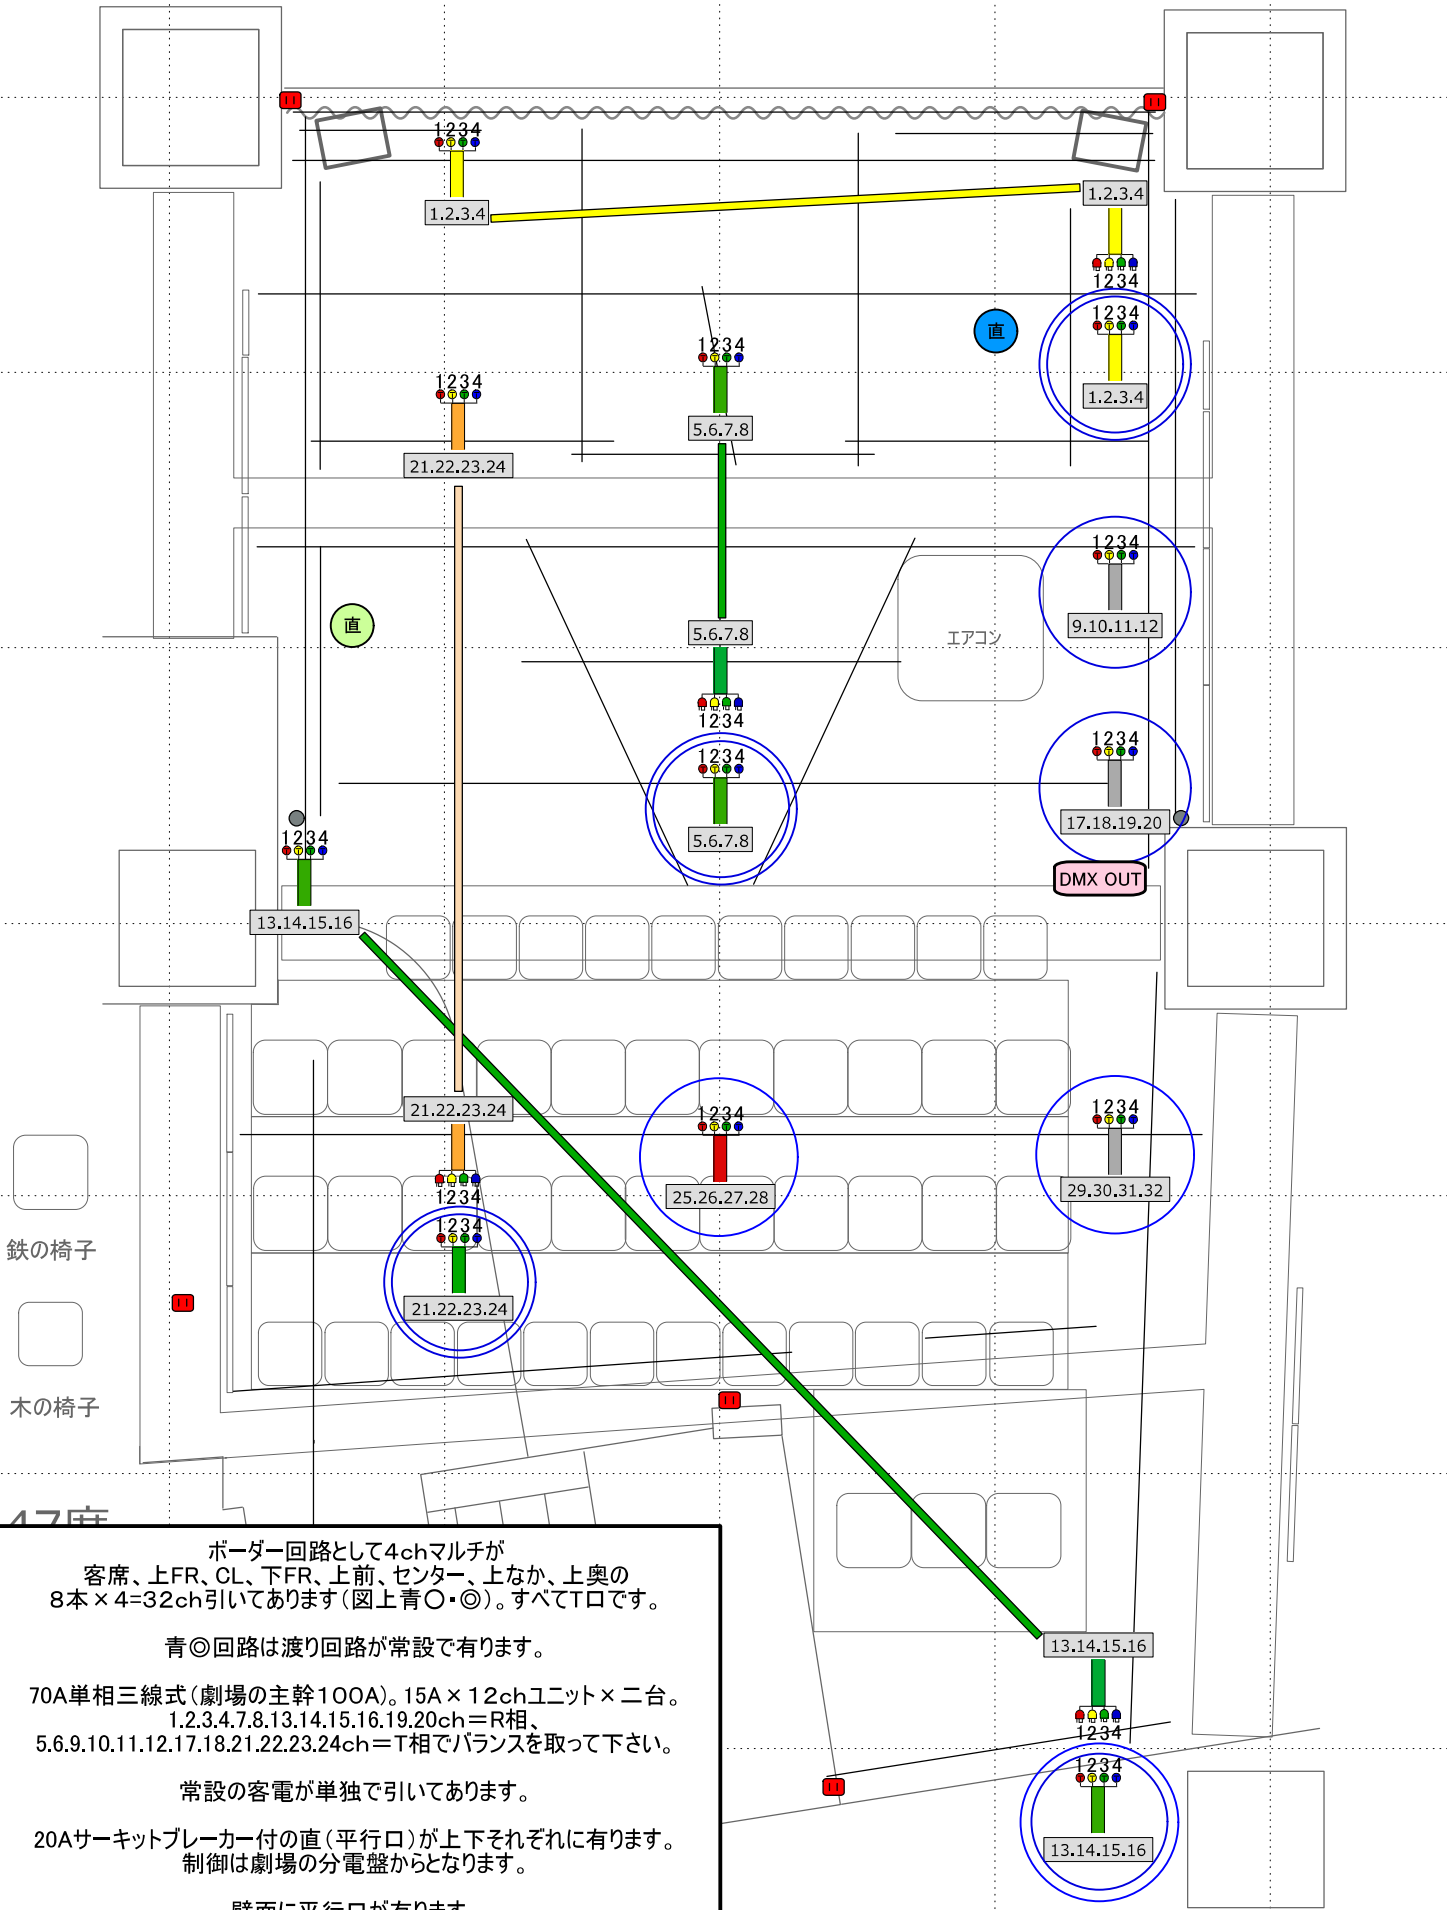 1234
1.2.3.4
1.2.3.4
1234
1234
直
1.2.3.4
1234
5.6.7.8
1234
21.22.23.24
1234
9.10.11.12
直
5.6.7.8
エアコン
1234
1234
5.6.7.8
1234
17.18.19.20
DMX OUT
1234
13.14.15.16
21.22.23.24
1234
1234
25.26.27.28
1234
29.30.31.32
1234
21.22.23.24
鉄の椅子
木の椅子
13.14.15.16
1234
1234
13.14.15.16
ボーダー回路として4chマルチが
客席、上FR、CL、下FR、上前、センター、上なか、上奥の
8本×4=32ch引いてあります(図上青〇・◎)。すべてT口です。
青◎回路は渡り回路が常設で有ります。
70A単相三線式(劇場の主幹100A)。15A×12chユニット×二台。
1.2.3.4.7.8.13.14.15.16.19.20ch＝R相、
5.6.9.10.11.12.17.18.21.22.23.24ch＝T相でバランスを取って下さい。
常設の客電が単独で引いてあります。
20Aサーキットブレーカー付の直(平行口)が上下それぞれに有ります。
制御は劇場の分電盤からとなります。
壁面に平行口が有ります